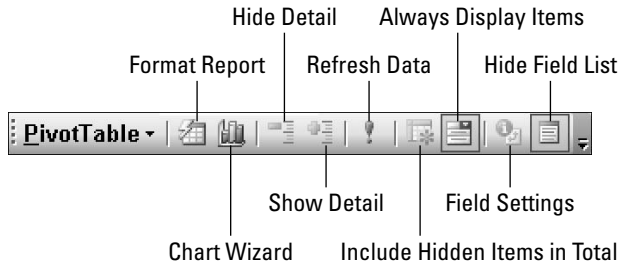 Hide Detail
Always Display Items
Format Report
Refresh Data
Hide Field List
PivotTable
Show Detail
Field Settings
Chart Wizard
Include Hidden Items in Total